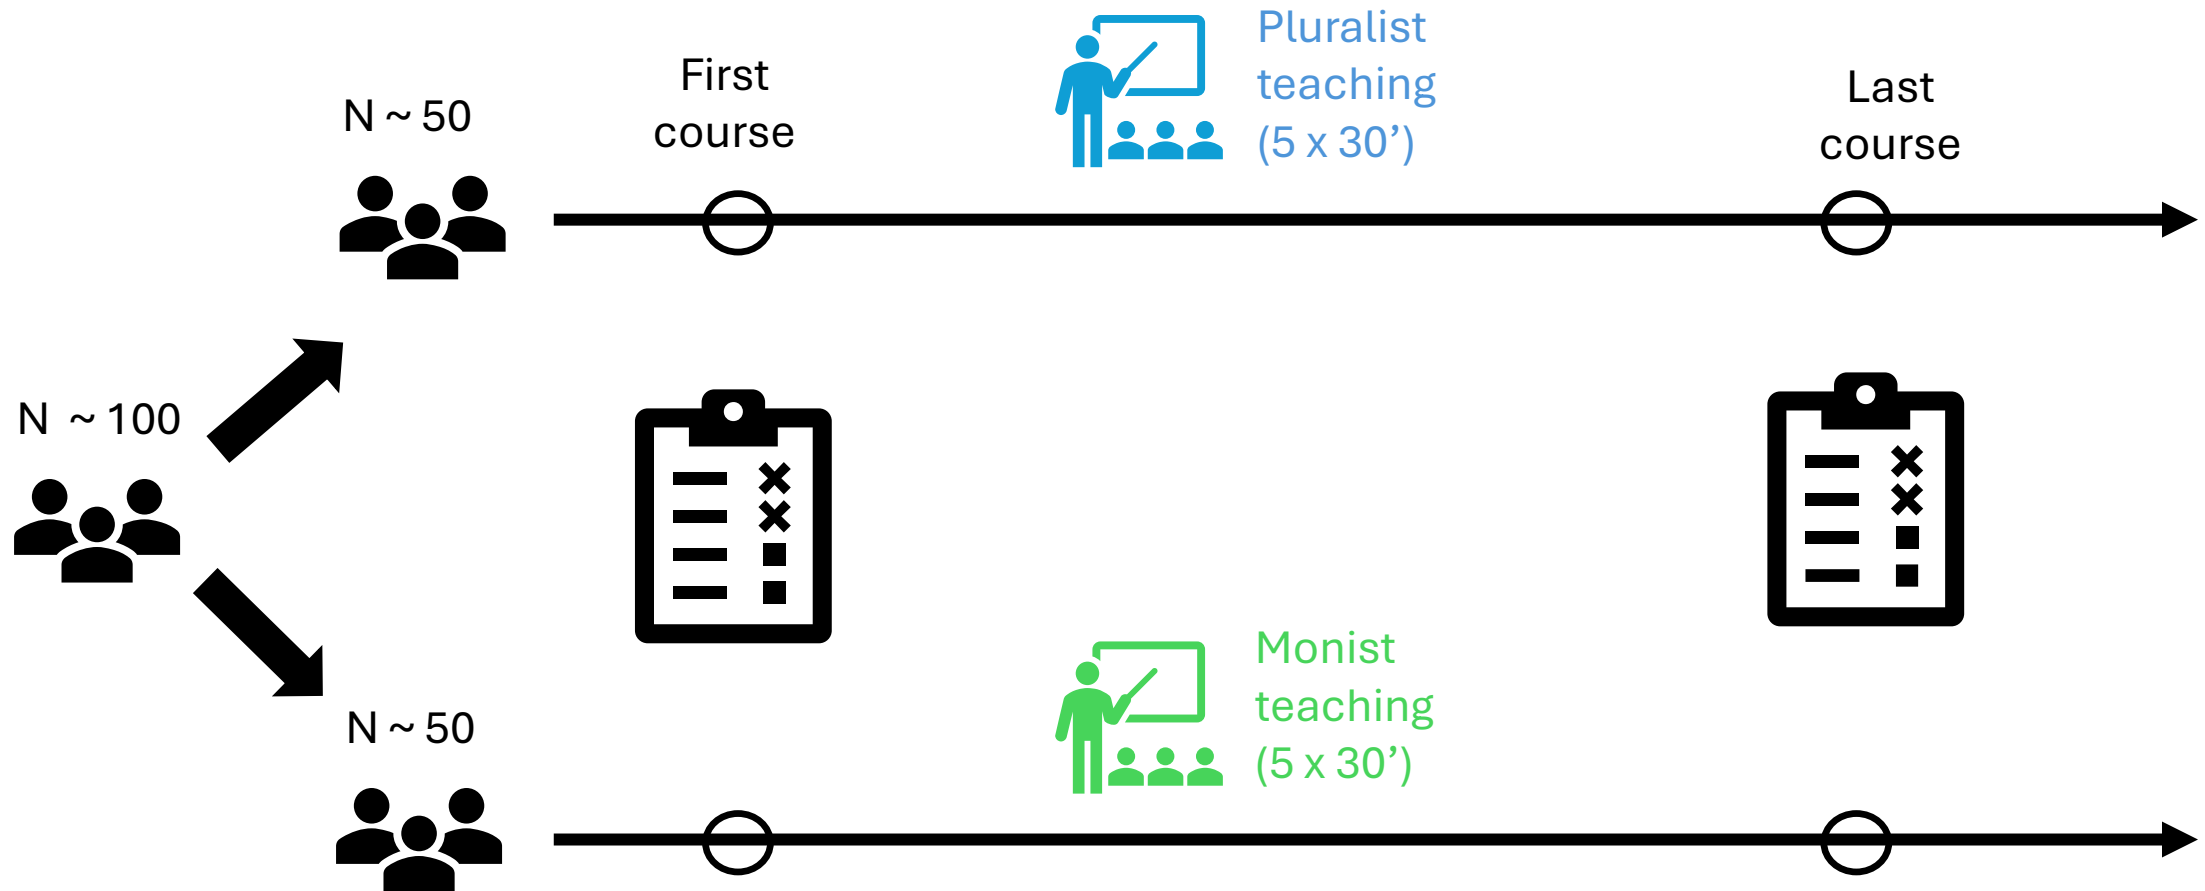 N ~ 50
First
course
Pluralist
teaching
(5 x 30’)
Last
course
N ~ 100
N ~ 50
Monist
teaching
(5 x 30’)